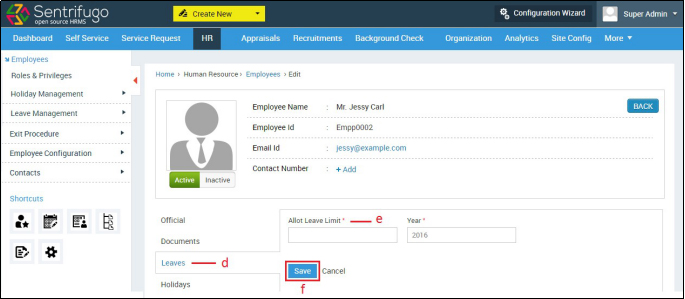 Sentrifugo
open source HRMS
Create New
Configuration Wizard
Super Admin
Dashboard Self Service Service Request HR Appraisals Recruitments Background Check Organization Analytics Site Config More
Employees
Roles & Privileges
Holiday Management
Leave Management
Exit Procedure
Employee Configuration
Contacts
Shortcuts
Home › Human Resource › Employees › Edit
Employee Name : Mr. Jessy Carl
BACK
Employee Id : Empp0002
Email Id : jessy@example.com
Contact Number : + Add
Active Inactive
Official
Documents
Leaves d
Holidays
Allot Leave Limit * e Year *
2016
Save Cancel
f